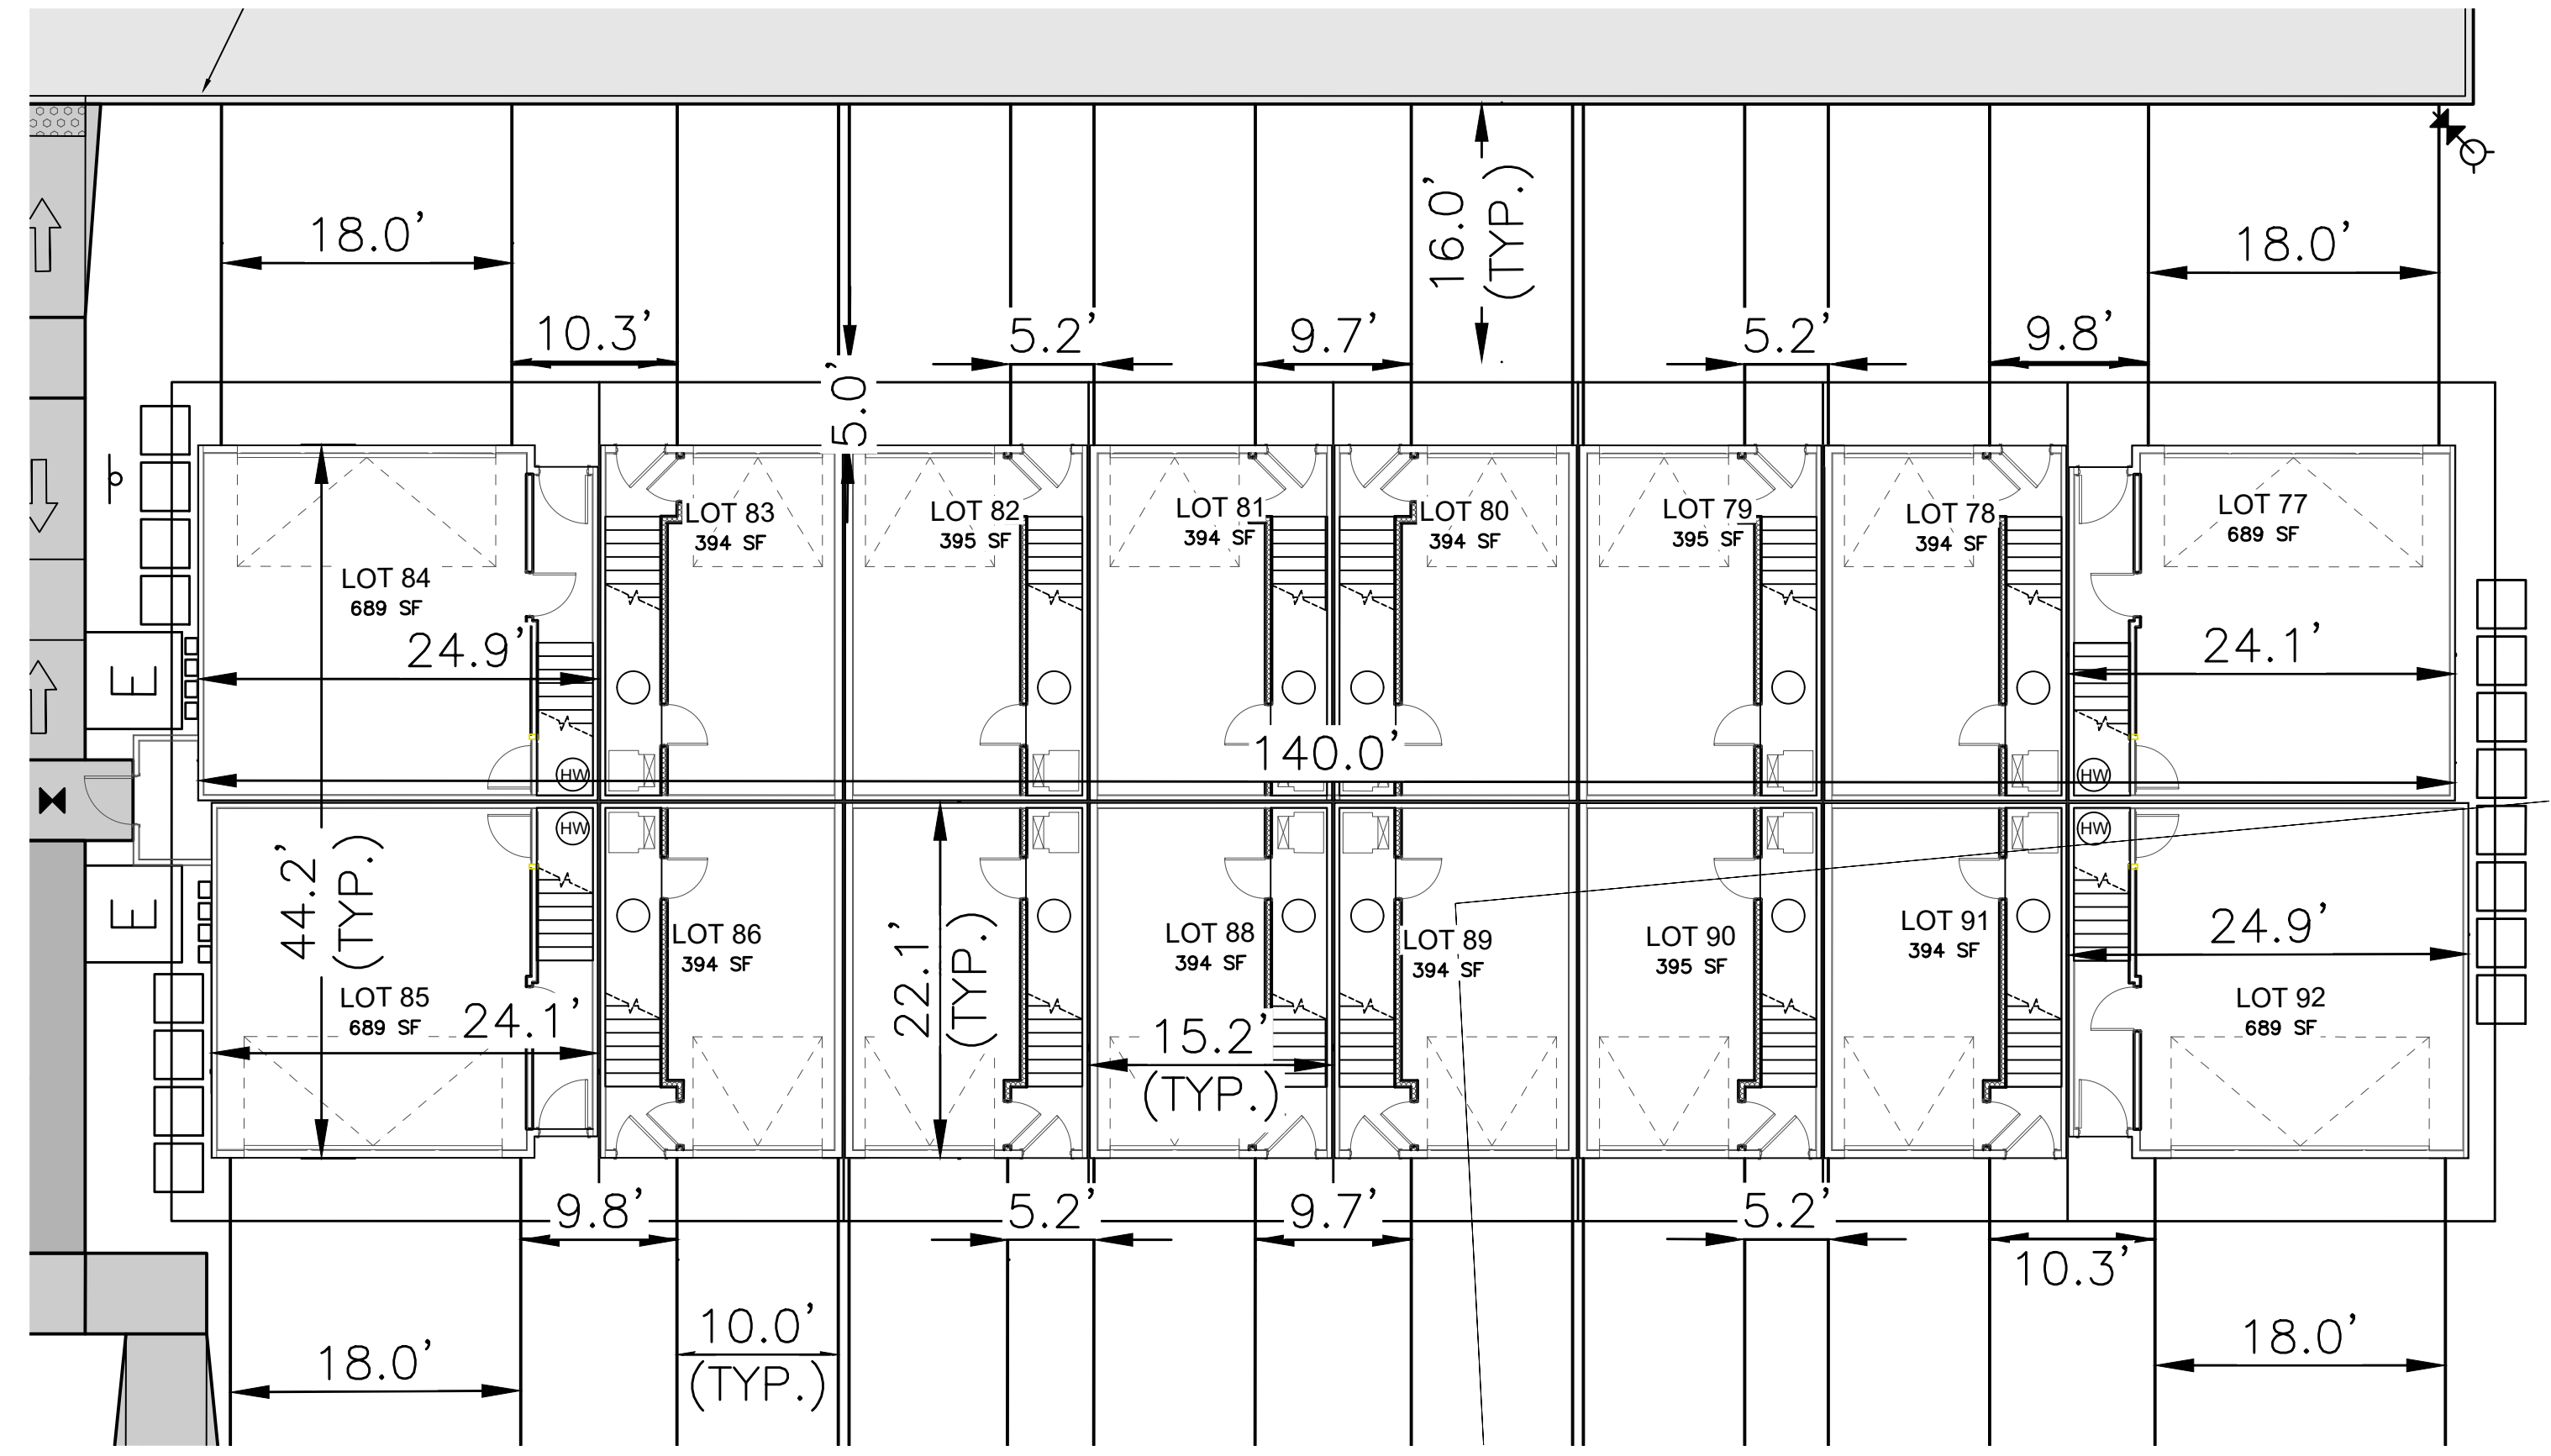 18.0'
18.0'
16.0'
(TYP.)
10.3'
5.2'
9.7'
5.2'
9.8'
5.0'
LOT 84
689 SF
LOT 83
394 SF
LOT 82
395 SF
LOT 81
394 SF
LOT 80
394 SF
LOT 79
395 SF
LOT 78
394 SF
LOT 77
689 SF
24.9'
24.1'
E
140.0'
HW
HW
HW
HW
E
44.2'
(TYP.)
LOT 85
689 SF
24.1'
LOT 86
394 SF
22.1'
(TYP.)
LOT 88
394 SF
15.2'
(TYP.)
LOT 89
394 SF
LOT 90
395 SF
LOT 91
394 SF
24.9'
LOT 92
689 SF
9.8'
5.2'
9.7'
5.2'
10.3'
18.0'
10.0'
(TYP.)
18.0'